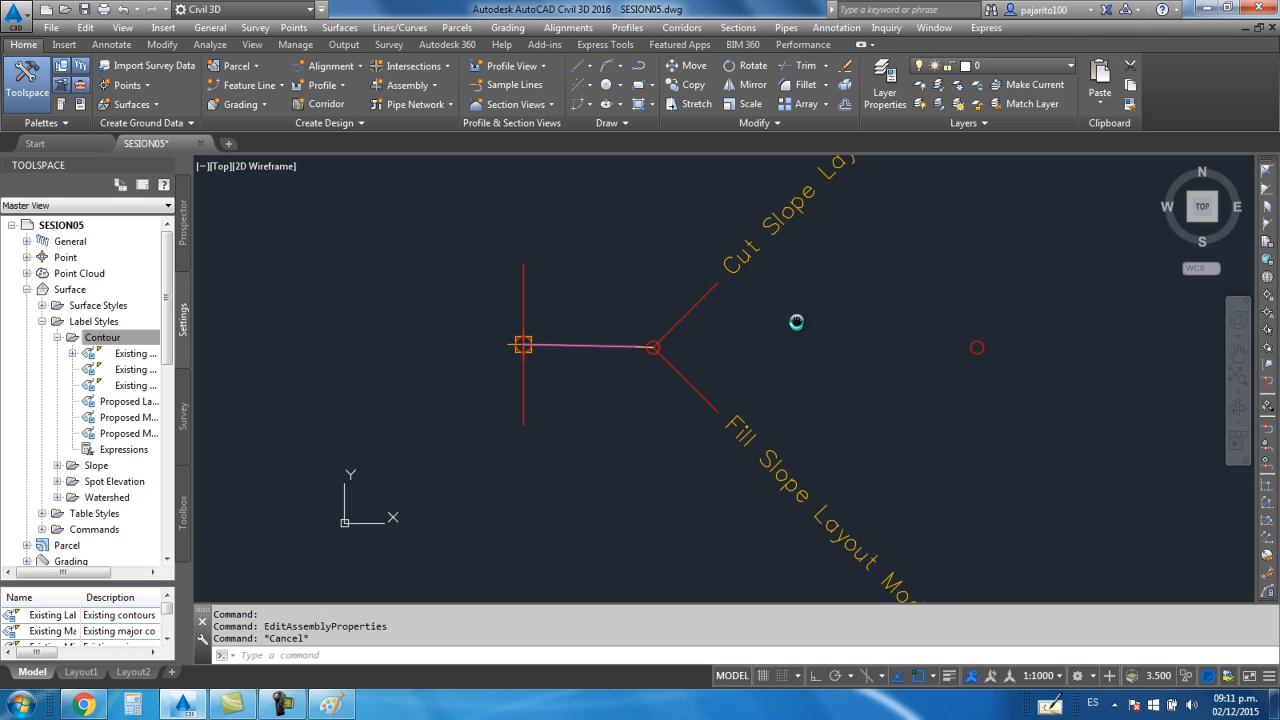 Civil 3D
Autodesk AutoCAD Civil 3D 2016 SESION05.dwg
Type a keyword or phrase
pajarito100
File Edit View Insert General Survey Points Surfaces Lines/Curves Parcels Grading Alignments Profiles Corridors Sections Pipes Annotation Inquiry Window Express
Home Insert Annotate Modify Analyze View Manage Output Survey Autodesk 360 Help Add-ins Express Tools Featured Apps BIM 360 Performance
Toolspace
Palettes
Import Survey Data
Points
Surfaces
Create Ground Data
Parcel
Feature Line
Grading
Alignment
Profile
Corridor
Intersections
Assembly
Pipe Network
Create Design
Profile View
Sample Lines
Section Views
Profile & Section Views
Draw
Move
Copy
Stretch
Rotate
Mirror
Scale
Trim
Fillet
Array
Modify
Layer
Properties
0
Make Current
Match Layer
Layers
Paste
Clipboard
Start
SESION05*
TOOLSPACE
Master View
SESION05
General
Point
Point Cloud
Surface
Surface Styles
Label Styles
Contour
Existing ...
Existing ...
Existing ...
Proposed La...
Proposed M...
Proposed M...
Expressions
Slope
Spot Elevation
Watershed
Table Styles
Commands
Parcel
Grading
Prospector
Settings
Survey
Toolbox
Name Description
Existing Lal Existing contours
Existing Ma Existing major co
[−][Top][2D Wireframe]
Cut Slope Lay
Fill Slope Layout Mo
N
W TOP E
S
WCS
Y
X
Command:
Command: EditAssemblyProperties
Command: *Cancel*
Type a command
Model Layout1 Layout2
MODEL
1:1000
3.500
ES
09:11 p.m.
02/12/2015